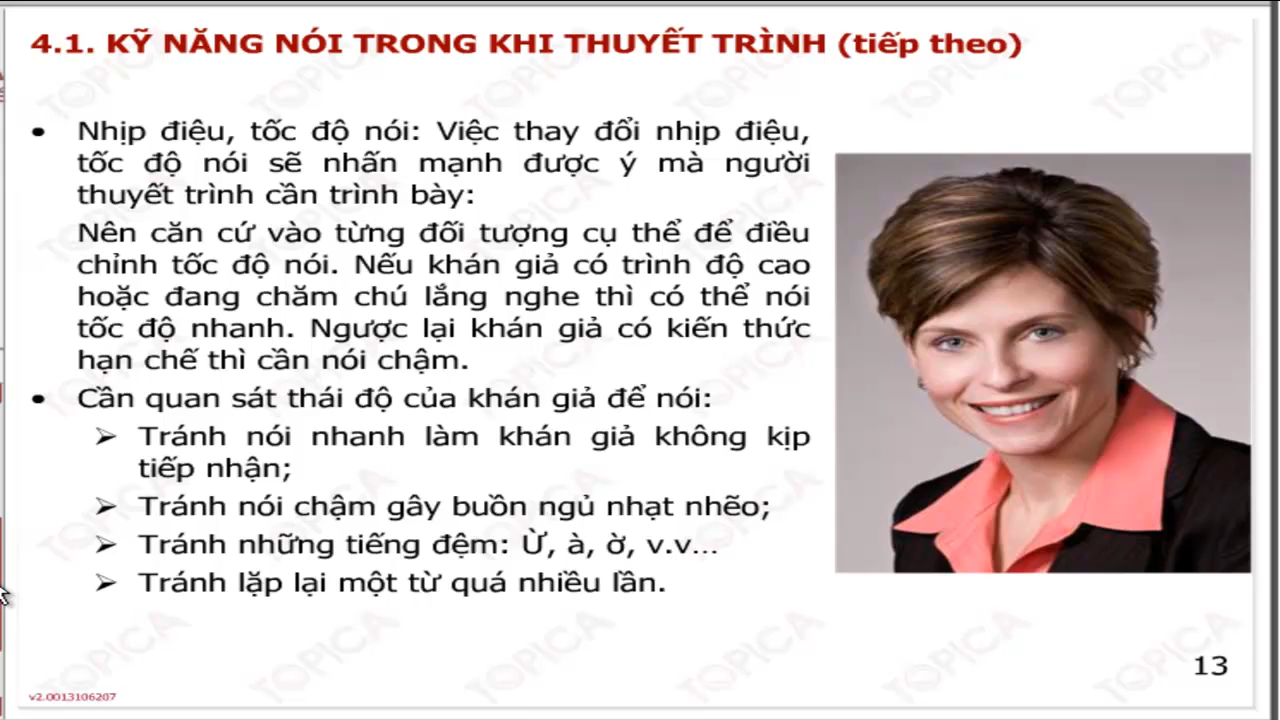 4.1. KỸ NĂNG NÓI TRONG KHI THUYẾT TRÌNH (tiếp theo)
• Nhịp điệu, tốc độ nói: Việc thay đổi nhịp điệu,
tốc độ nói sẽ nhấn mạnh được ý mà người
thuyết trình cần trình bày:
Nên căn cứ vào từng đối tượng cụ thể để điều
chỉnh tốc độ nói. Nếu khán giả có trình độ cao
hoặc đang chăm chú lắng nghe thì có thể nói
tốc độ nhanh. Ngược lại khán giả có kiến thức
hạn chế thì cần nói chậm.
• Cần quan sát thái độ của khán giả để nói:
➢ Tránh nói nhanh làm khán giả không kịp
tiếp nhận;
➢ Tránh nói chậm gây buồn ngủ nhạt nhẽo;
➢ Tránh những tiếng đệm: Ừ, à, ờ, v.v…
➢ Tránh lặp lại một từ quá nhiều lần.
13
v2.0013106207
TOPICA